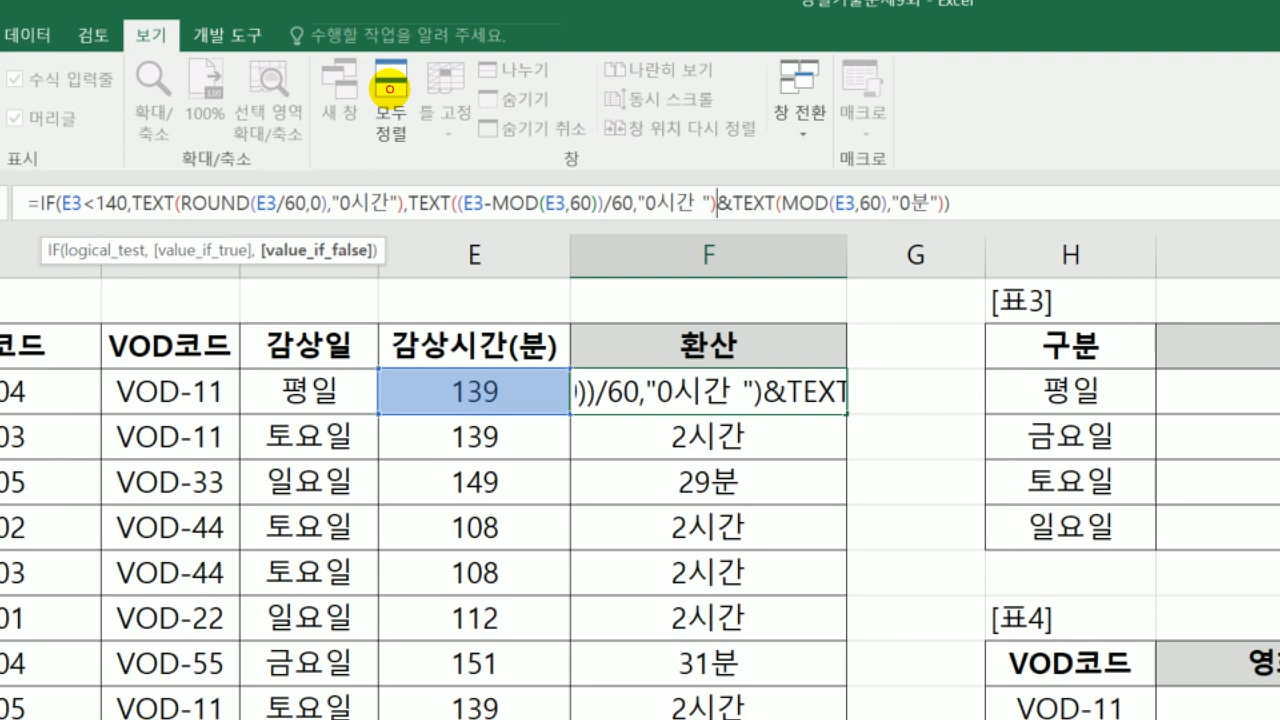 데이터 검토 보기 개발 도구 수행할 작업을 알려 주세요.
수식 입력줄
머리글
표시
확대/축소
100%
선택 영역 확대/축소
확대/축소
새 창
모두 정렬
틀 고정
나누기
숨기기
숨기기 취소
나란히 보기
동시 스크롤
창 위치 다시 정렬
창 전환
창
매크로
매크로
=IF(E3<140,TEXT(ROUND(E3/60,0),"0시간"),TEXT((E3-MOD(E3,60))/60,"0시간 ")&TEXT(MOD(E3,60),"0분"))
IF(logical_test, [value_if_true], [value_if_false])
E F G H
[표3]
코드 VOD코드 감상일 감상시간(분) 환산 구분
04 VOD-11 평일 139 ))/60,"0시간 ")&TEXT 평일
03 VOD-11 토요일 139 2시간 금요일
05 VOD-33 일요일 149 29분 토요일
02 VOD-44 토요일 108 2시간 일요일
03 VOD-44 토요일 108 2시간
01 VOD-22 일요일 112 2시간 [표4]
04 VOD-55 금요일 151 31분 VOD코드
05 VOD-11 토요일 139 2시간 VOD-11